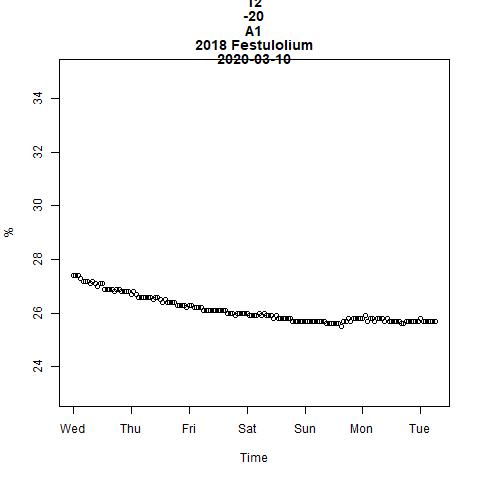 T2
-20
A1
2018 Festulolium
2020-03-10
34
32
30
28
26
24
%
Wed Thu Fri Sat Sun Mon Tue
Time